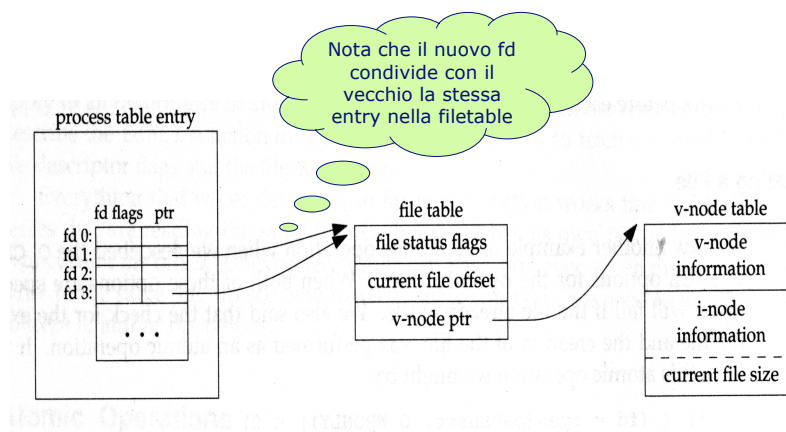 Nota che il nuovo fd
condivide con il
vecchio la stessa
entry nella filetable
process table entry
fd flags ptr
fd 0:
fd 1:
fd 2:
fd 3:
. . .
file table
file status flags
current file offset
v-node ptr
v-node table
v-node
information
i-node
information
current file size